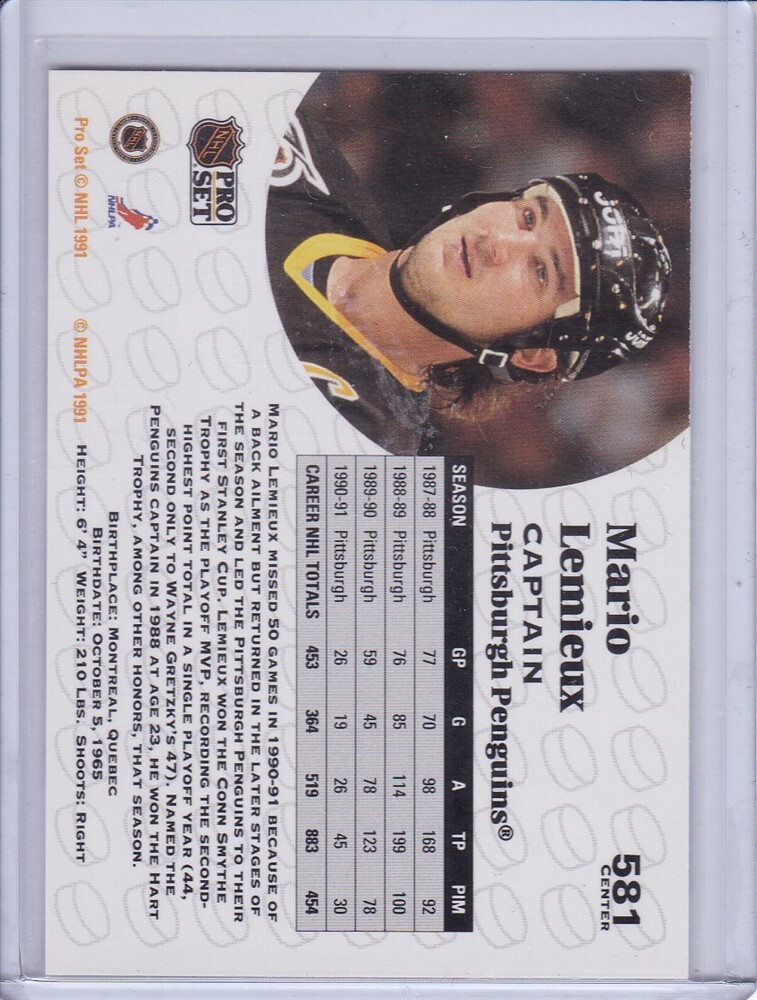 581
CENTER
Mario
Lemieux
CAPTAIN
Pittsburgh Penguins®
JOFA
JOFA
C
SEASON GP G A TP PIM
1987-88 Pittsburgh 77 70 98 168 92
1988-89 Pittsburgh 76 85 114 199 100
1989-90 Pittsburgh 59 45 78 123 78
1990-91 Pittsburgh 26 19 26 45 30
CAREER NHL TOTALS 453 364 519 883 454
MARIO LEMIEUX MISSED 50 GAMES IN 1990-91 BECAUSE OF
A BACK AILMENT BUT RETURNED IN THE LATER STAGES OF
THE SEASON AND LED THE PITTSBURGH PENGUINS TO THEIR
FIRST STANLEY CUP. LEMIEUX WON THE CONN SMYTHE
TROPHY AS THE PLAYOFF MVP, RECORDING THE SECOND-
HIGHEST POINT TOTAL IN A SINGLE PLAYOFF YEAR (44,
SECOND ONLY TO WAYNE GRETZKY'S 47). NAMED THE
PENGUINS CAPTAIN IN 1988 AT AGE 23, HE WON THE HART
TROPHY, AMONG OTHER HONORS, THAT SEASON.
BIRTHPLACE: MONTREAL, QUEBEC
BIRTHDATE: OCTOBER 5, 1965
HEIGHT: 6' 4" WEIGHT: 210 LBS. SHOOTS: RIGHT
NHL
PRO
SET
NHLPA™
Pro Set © NHL 1991 © NHLPA 1991